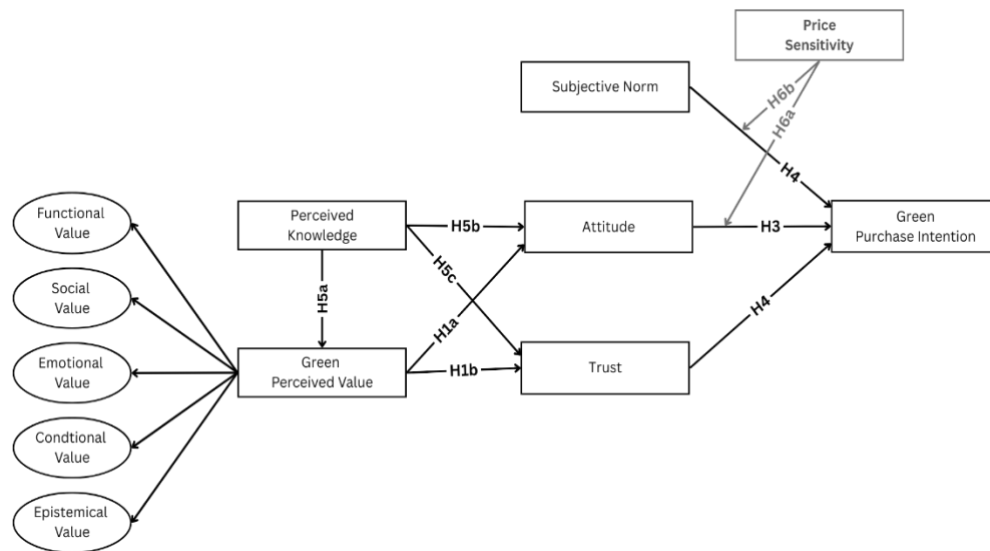 Price
Sensitivity
Subjective Norm
H6b
H6a
H4
Functional
Value
Perceived
Knowledge
H5b
Attitude
H3
Green
Purchase Intention
Social
Value
H5a
H5c
H1a
H4
Emotional
Value
Green
Perceived Value
H1b
Trust
Condtional
Value
Epistemical
Value